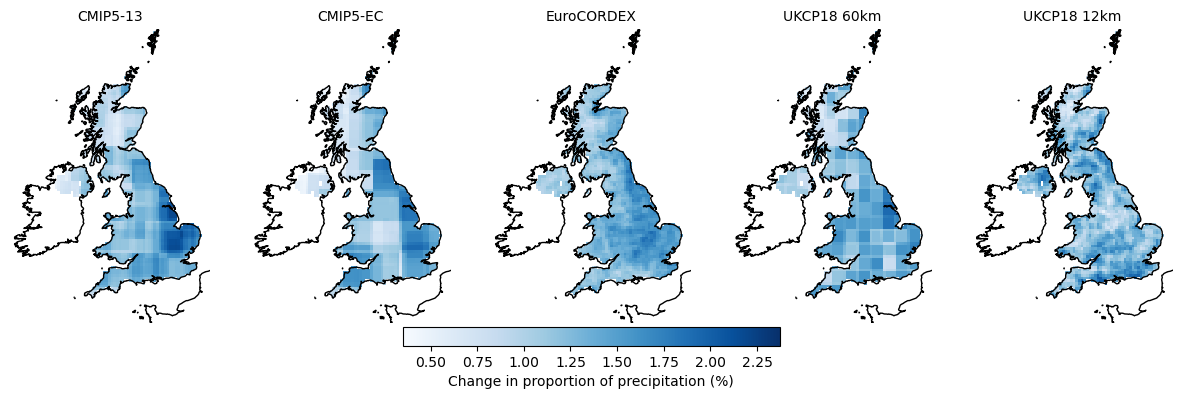 CMIP5-13
CMIP5-EC
EuroCORDEX
UKCP18 60km
UKCP18 12km
0.50 0.75 1.00 1.25 1.50 1.75 2.00 2.25
Change in proportion of precipitation (%)